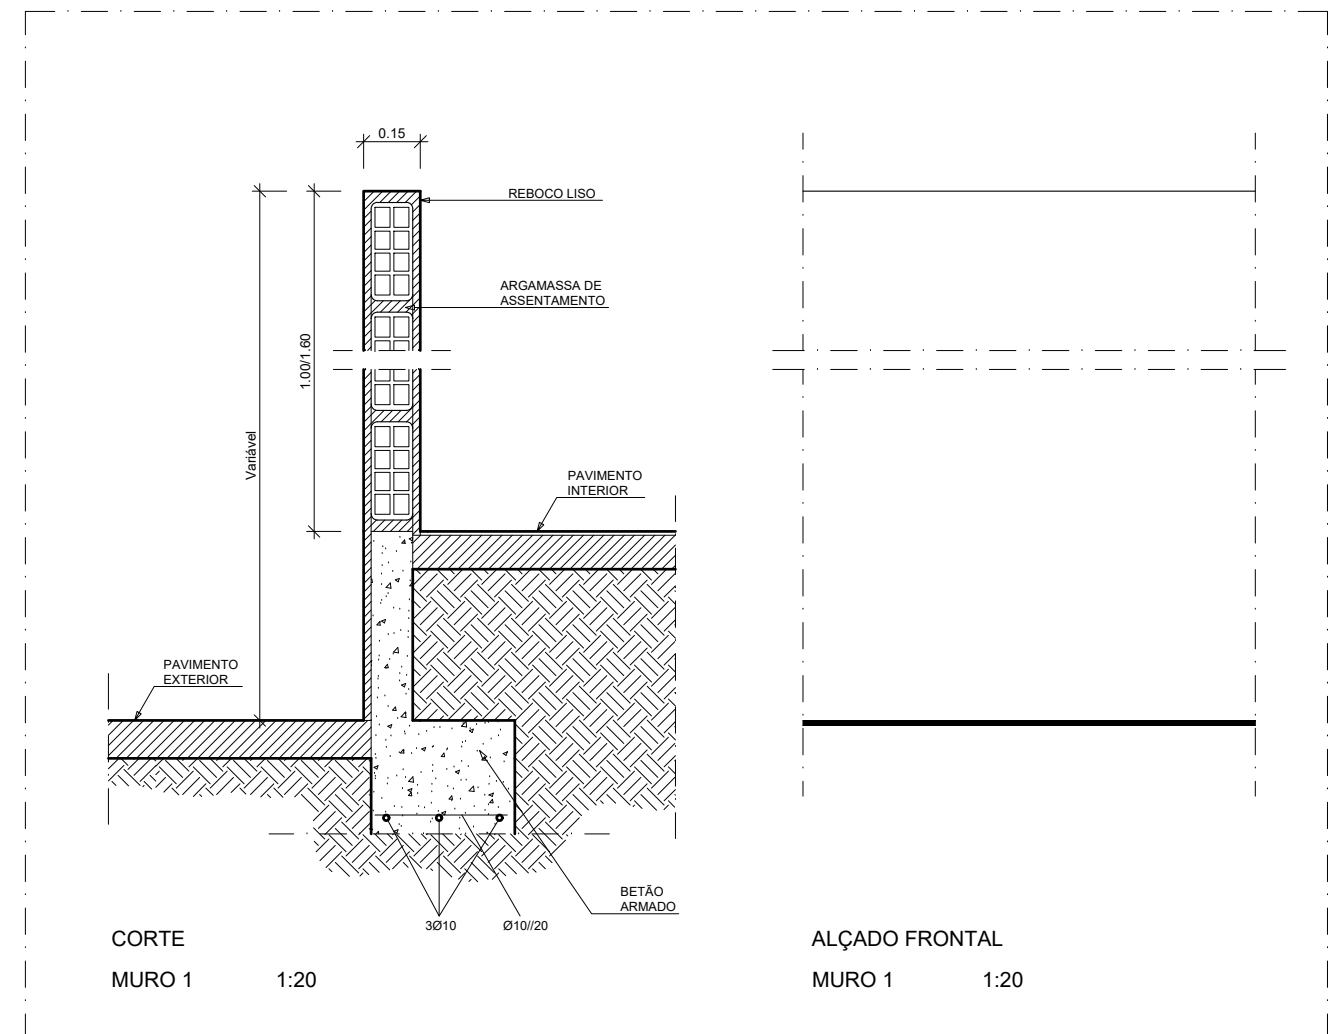 0.15
REBOCO LISO
ARGAMASSA DE
ASSENTAMENTO
1.00/1.60
Variável
PAVIMENTO
INTERIOR
PAVIMENTO
EXTERIOR
BETÃO
ARMADO
3Ø10
Ø10//20
CORTE
MURO 1 1:20
ALÇADO FRONTAL
MURO 1 1:20